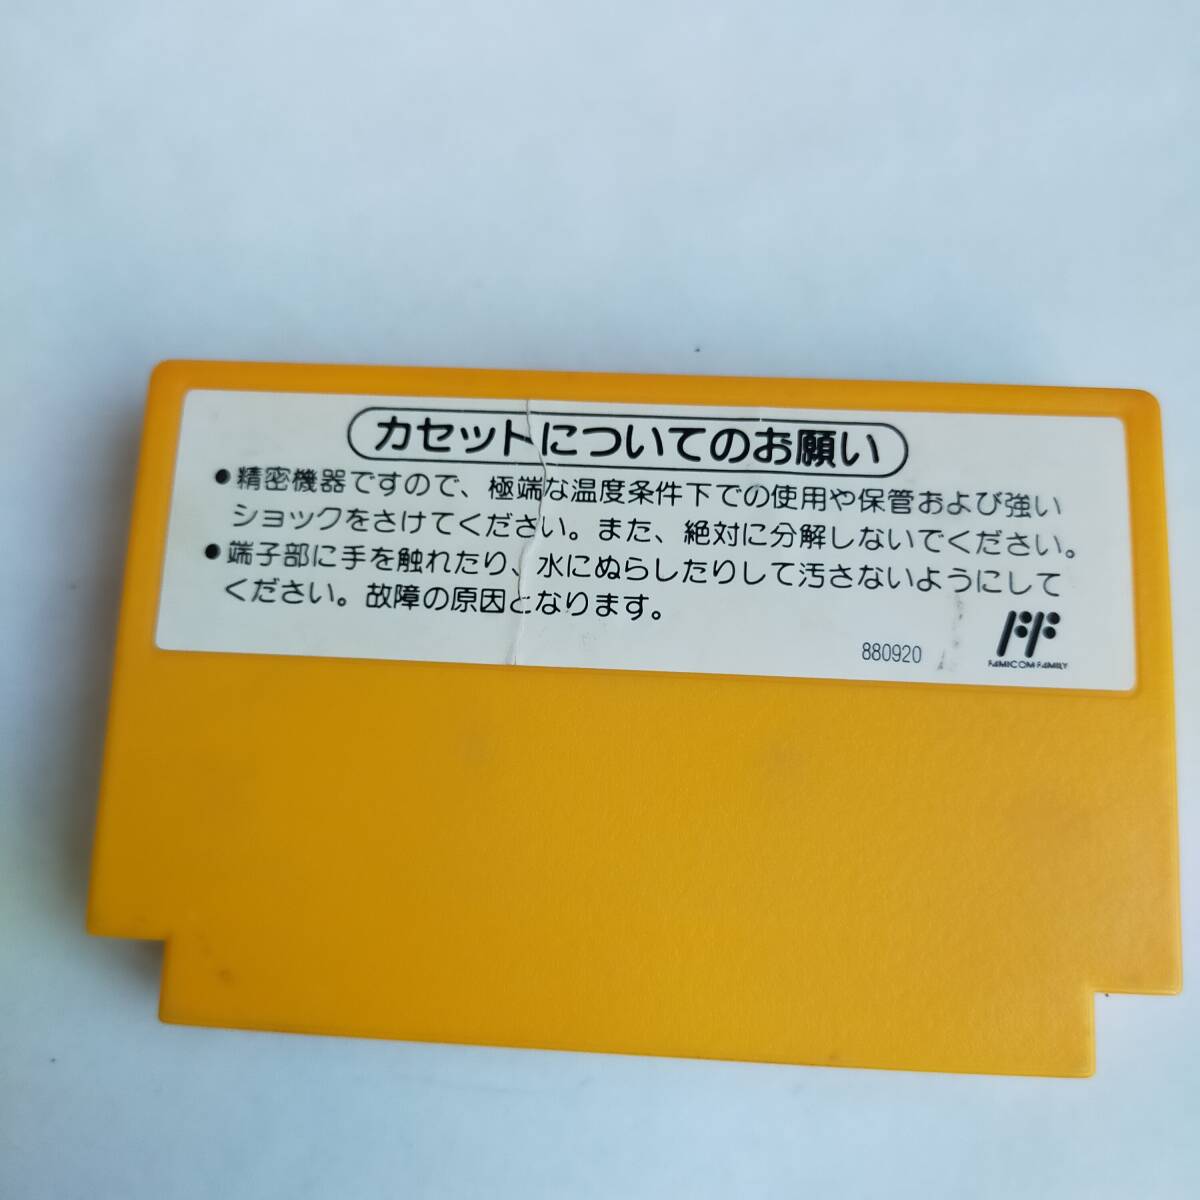 カセットについてのお願い
●精密機器ですので、極端な温度条件下での使用や保管および強い
ショックをさけてください。また、絶対に分解しないでください。
●端子部に手を触れたり、水にぬらしたりして汚さないようにして
ください。故障の原因となります。
880920
FF
FAMICOM FAMILY